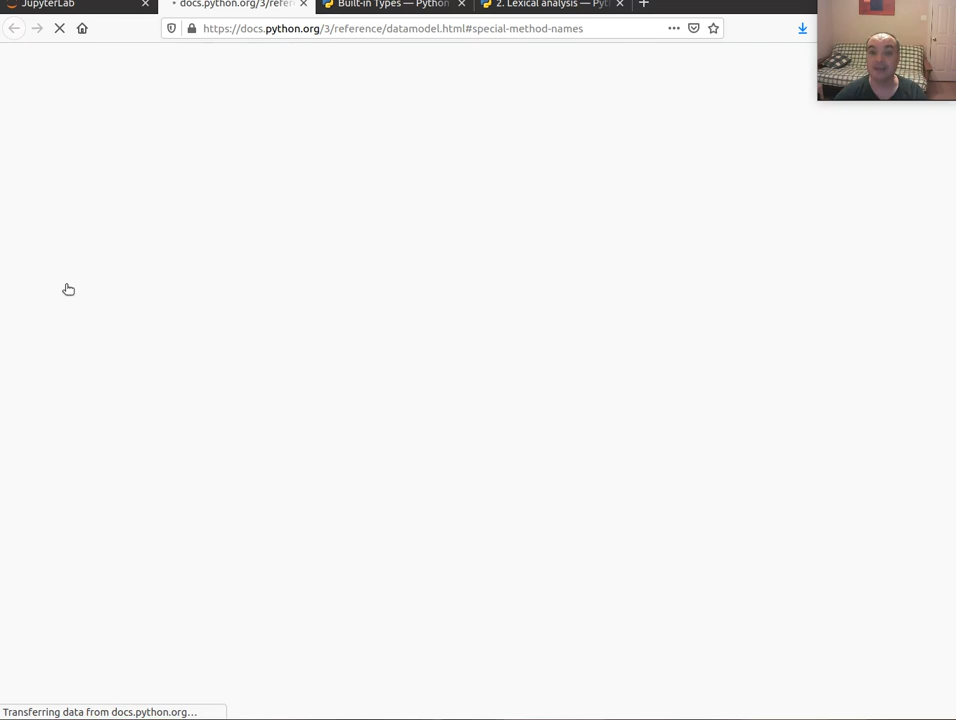 JupyterLab
docs.python.org/3/refer
Built-in Types — Python
2. Lexical analysis — Pyt
https://docs.python.org/3/reference/datamodel.html#special-method-names
Transferring data from docs.python.org...